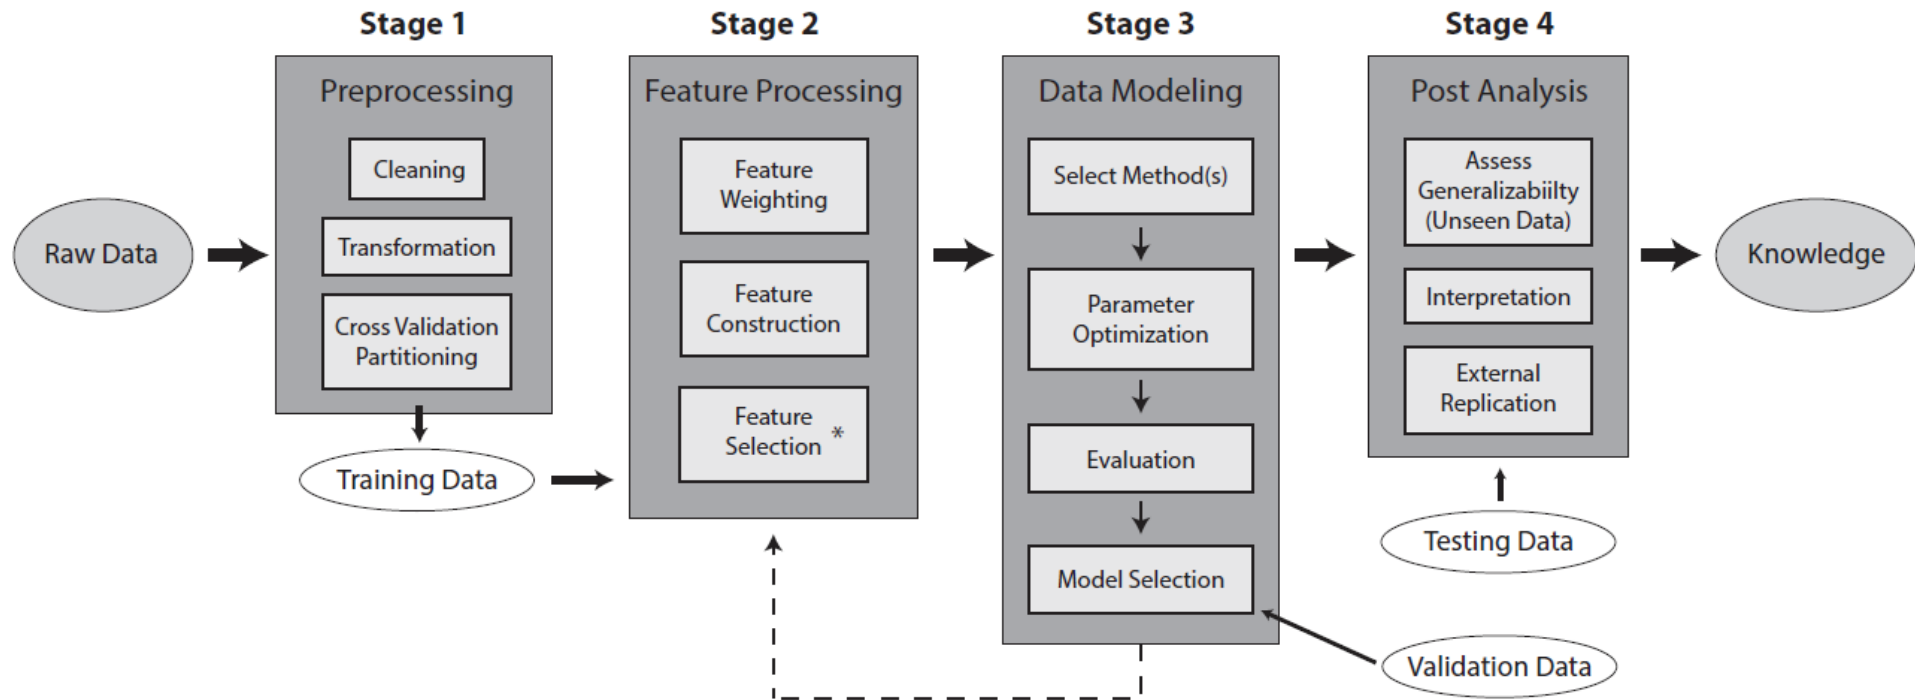 Stage 1
Stage 2
Stage 3
Stage 4
Raw Data
Preprocessing
Cleaning
Transformation
Cross Validation
Partitioning
Training Data
Feature Processing
Feature
Weighting
Feature
Construction
Feature
Selection *
Data Modeling
Select Method(s)
Parameter
Optimization
Evaluation
Model Selection
Post Analysis
Assess
Generalizabiilty
(Unseen Data)
Interpretation
External
Replication
Testing Data
Validation Data
Knowledge